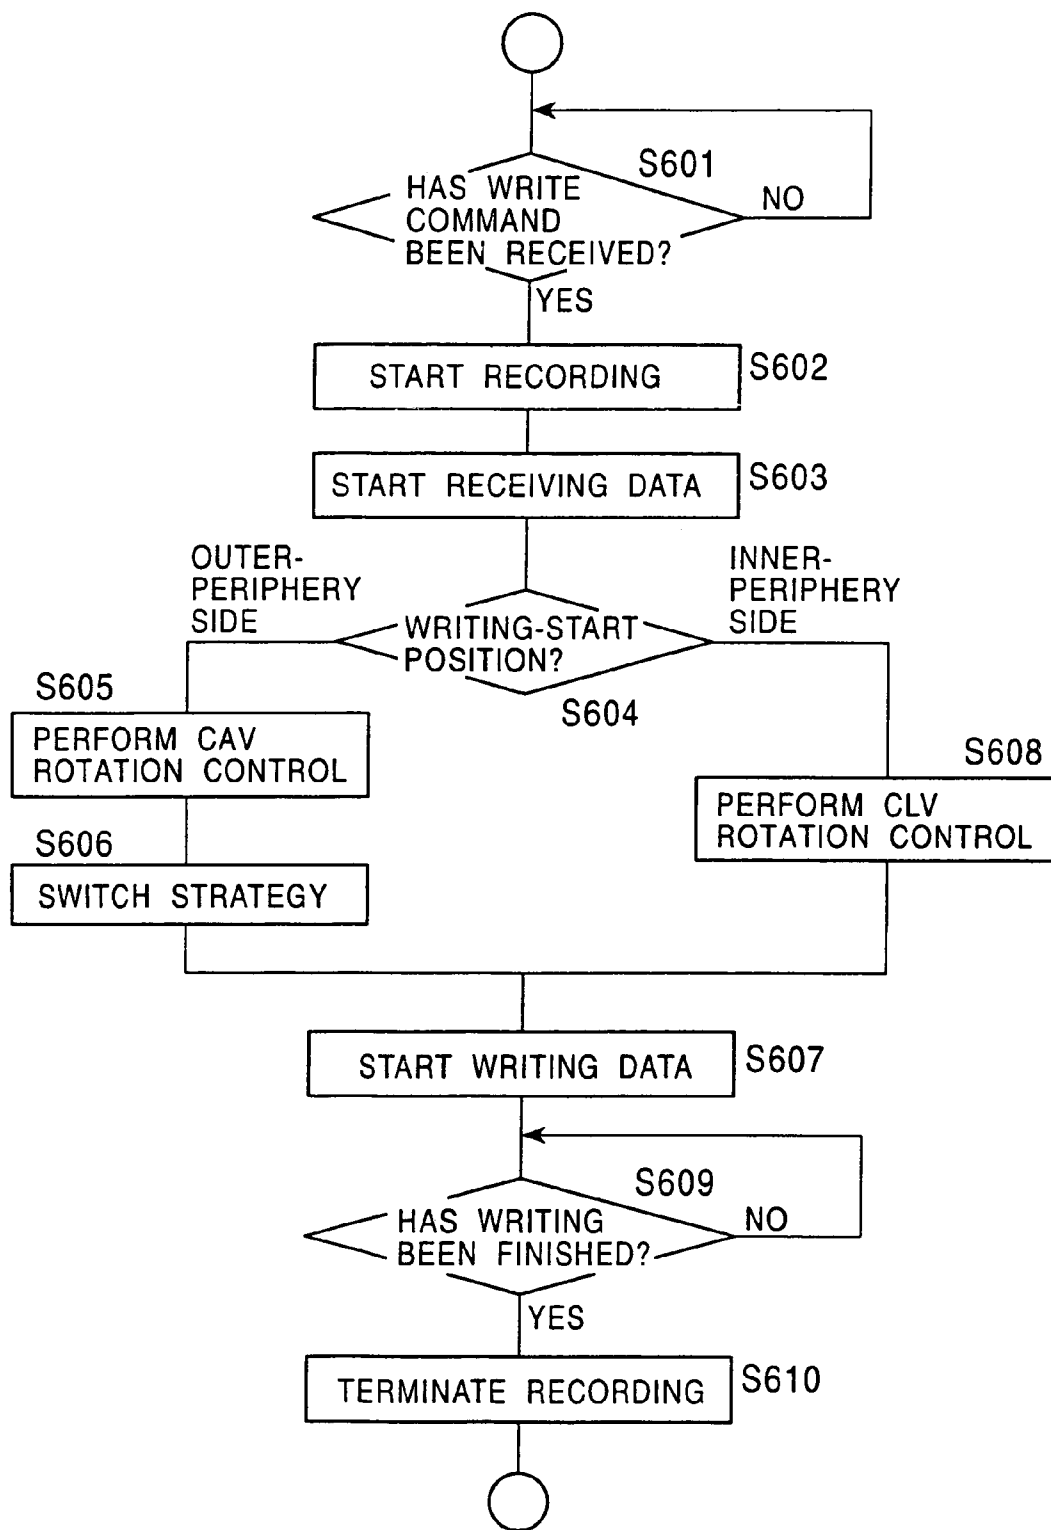 S601
HAS WRITE
COMMAND
BEEN RECEIVED?
NO
YES
START RECORDING
S602
START RECEIVING DATA
S603
OUTER-
PERIPHERY
SIDE
INNER-
PERIPHERY
SIDE
WRITING-START
POSITION?
S604
S605
PERFORM CAV
ROTATION CONTROL
S608
PERFORM CLV
ROTATION CONTROL
S606
SWITCH STRATEGY
START WRITING DATA
S607
S609
HAS WRITING
BEEN FINISHED?
NO
YES
TERMINATE RECORDING
S610